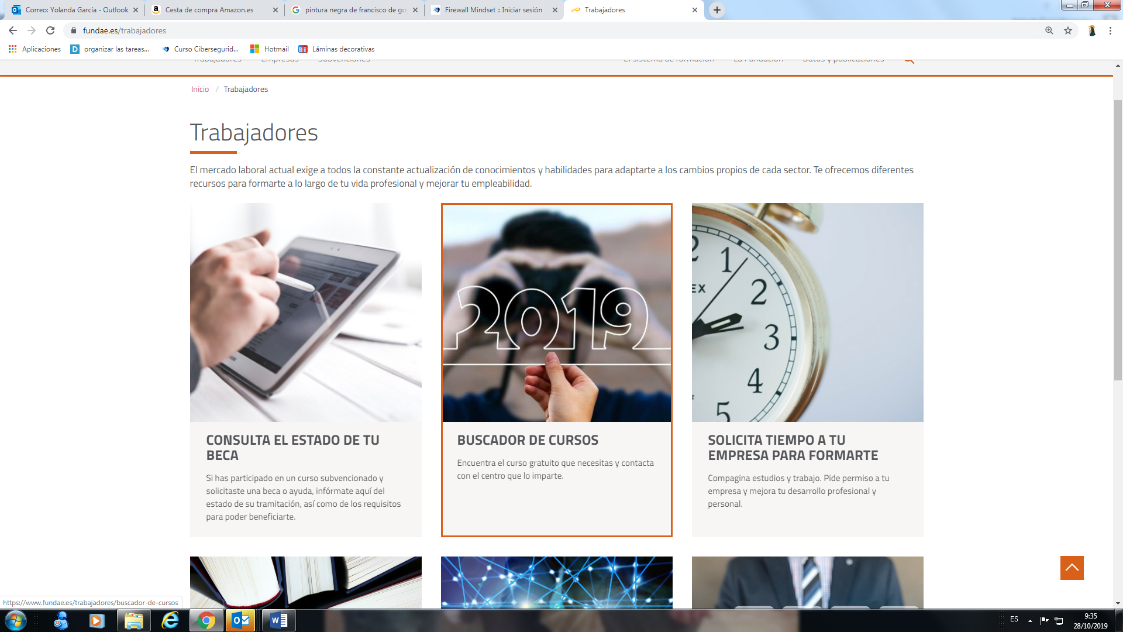 Correo: Yolanda García - Outlook
Cesta de compra Amazon.es
pintura negra de francisco de go
Firewall Mindset :: Iniciar sesión
Trabajadores
fundae.es/trabajadores
Aplicaciones
organizar las tareas...
Curso Cibersegurid...
Hotmail
Láminas decorativas
Inicio / Trabajadores
Trabajadores
El mercado laboral actual exige a todos la constante actualización de conocimientos y habilidades para adaptarte a los cambios propios de cada sector. Te ofrecemos diferentes
recursos para formarte a lo largo de tu vida profesional y mejorar tu empleabilidad.
2019
1
2
3
4
5
CONSULTA EL ESTADO DE TU
BECA
Si has participado en un curso subvencionado y
solicitaste una beca o ayuda, infórmate aquí del
estado de su tramitación, así como de los requisitos
para poder beneficiarte.
BUSCADOR DE CURSOS
Encuentra el curso gratuito que necesitas y contacta
con el centro que lo imparte.
SOLICITA TIEMPO A TU
EMPRESA PARA FORMARTE
Compagina estudios y trabajo. Pide permiso a tu
empresa y mejora tu desarrollo profesional y
personal.
https://www.fundae.es/trabajadores/buscador-de-cursos
ES
9:35
28/10/2019